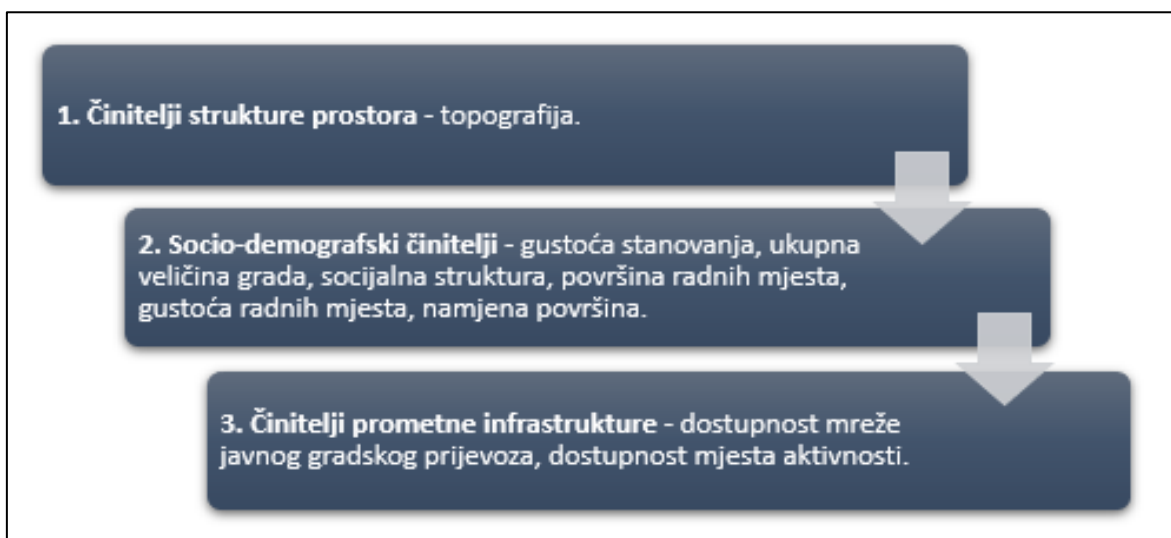 1. Činitelji strukture prostora - topografija.
2. Socio-demografski činitelji - gustoća stanovanja, ukupna
veličina grada, socijalna struktura, površina radnih mjesta,
gustoća radnih mjesta, namjena površina.
3. Činitelji prometne infrastrukture - dostupnost mreže
javnog gradskog prijevoza, dostupnost mjesta aktivnosti.